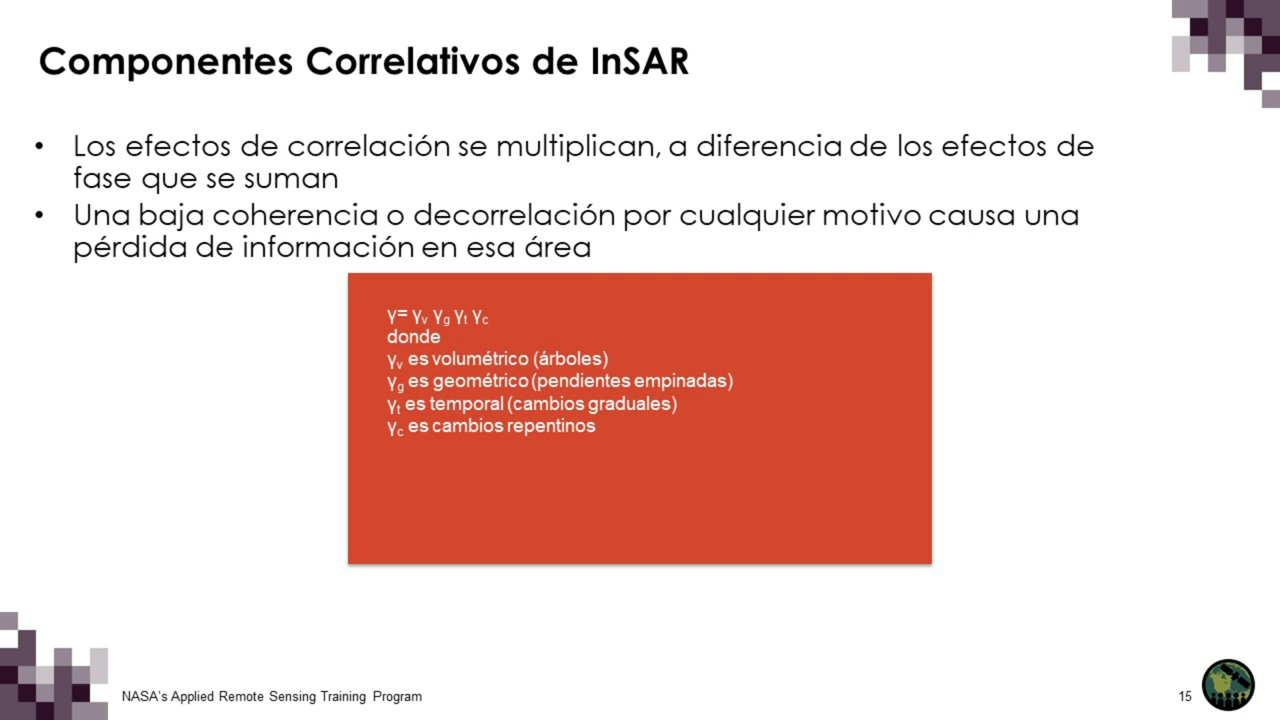 Componentes Correlativos de InSAR
• Los efectos de correlación se multiplican, a diferencia de los efectos de
fase que se suman
• Una baja coherencia o decorrelación por cualquier motivo causa una
pérdida de información en esa área
γ= γᵥ γg γt γc
donde
γᵥ es volumétrico (árboles)
γg es geométrico (pendientes empinadas)
γt es temporal (cambios graduales)
γc es cambios repentinos
NASA's Applied Remote Sensing Training Program
15